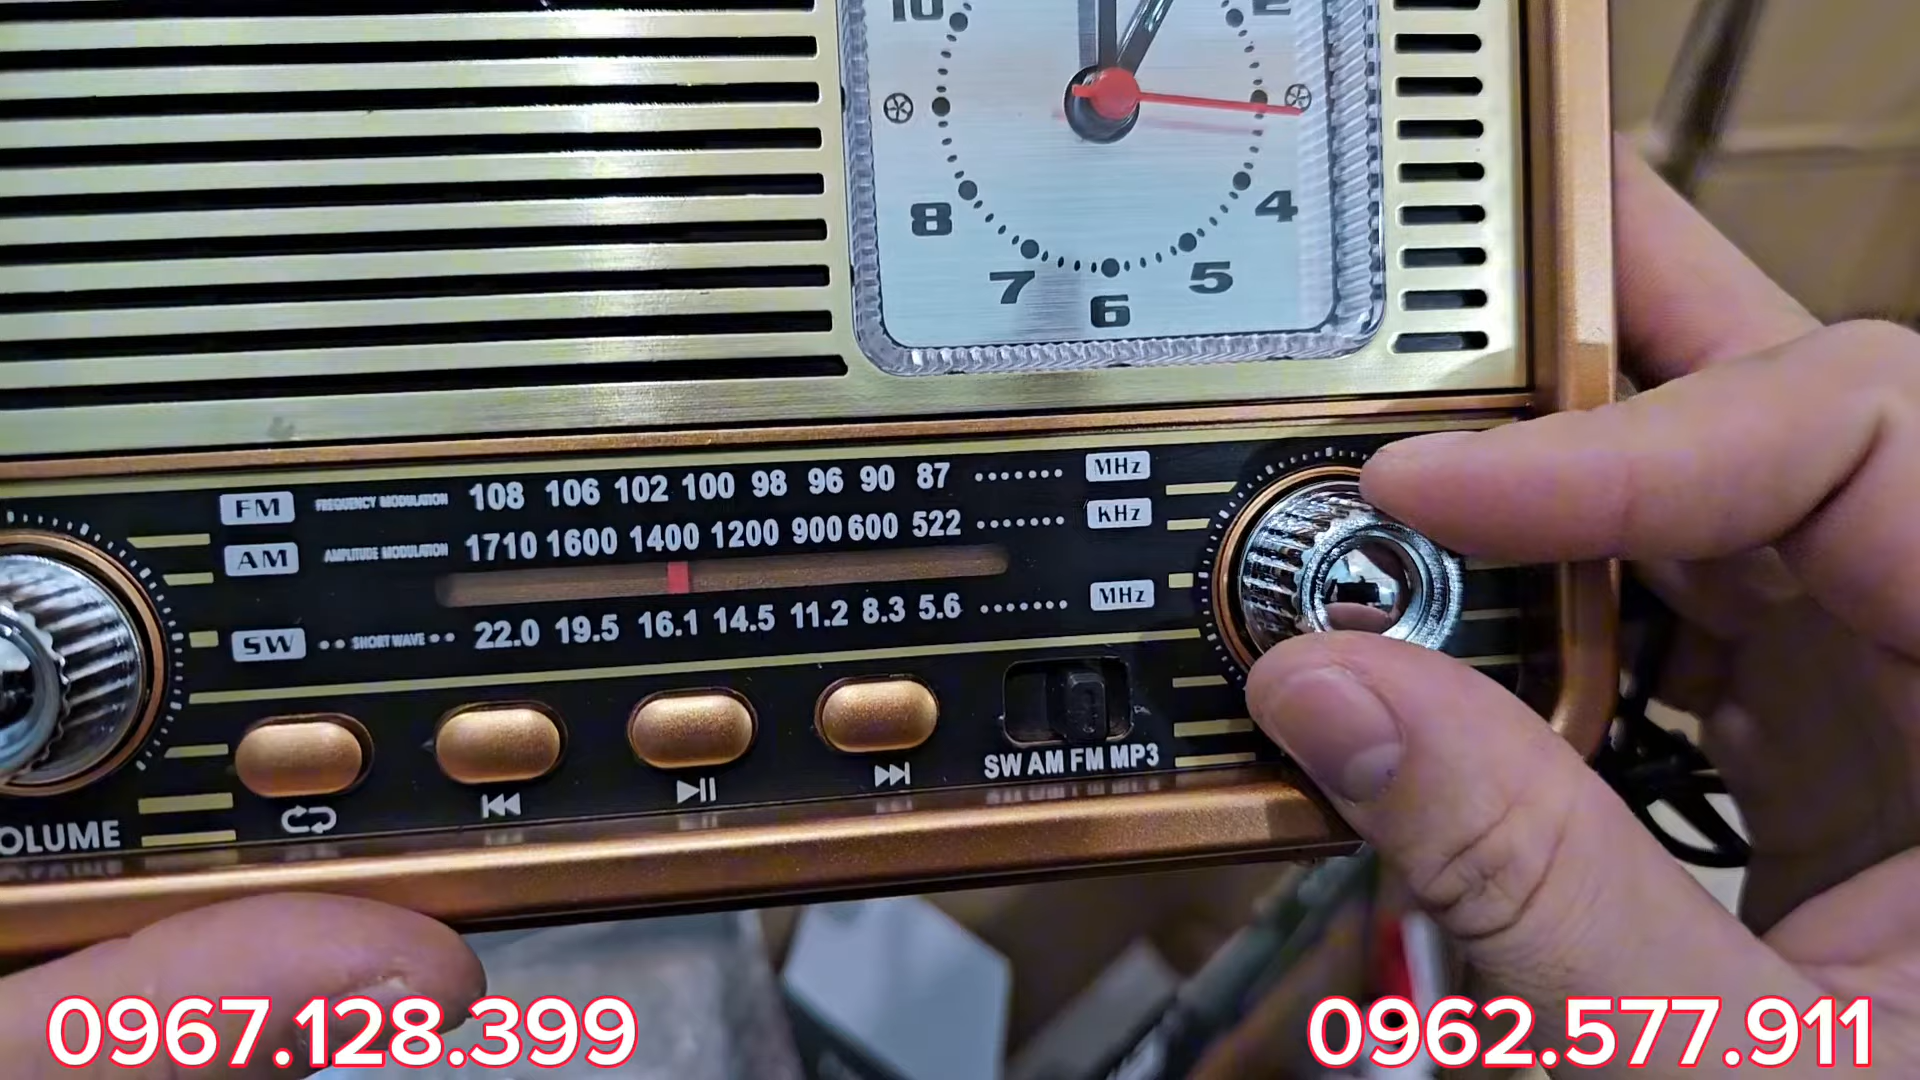 10 2
8 4
7 5
6
FM FREQUENCY MODULATION 108 106 102 100 98 96 90 87 ······· MHz
AM AMPLITUDE MODULATION 1710 1600 1400 1200 900 600 522 ······· KHz
SW •• SHORT WAVE •• 22.0 19.5 16.1 14.5 11.2 8.3 5.6 ······· MHz
SW AM FM MP3
OLUME
0967.128.399 0962.577.911